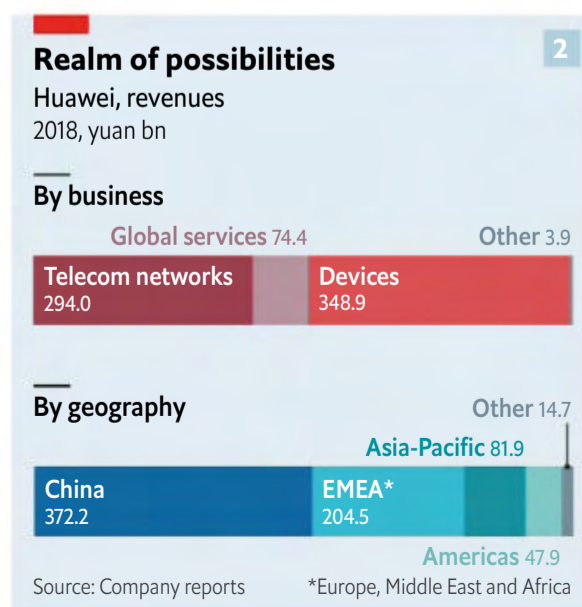 2
Realm of possibilities
Huawei, revenues
2018, yuan bn
By business
Global services 74.4
Other 3.9
Telecom networks
294.0
Devices
348.9
By geography
Other 14.7
Asia-Pacific 81.9
China
372.2
EMEA*
204.5
Americas 47.9
Source: Company reports
*Europe, Middle East and Africa